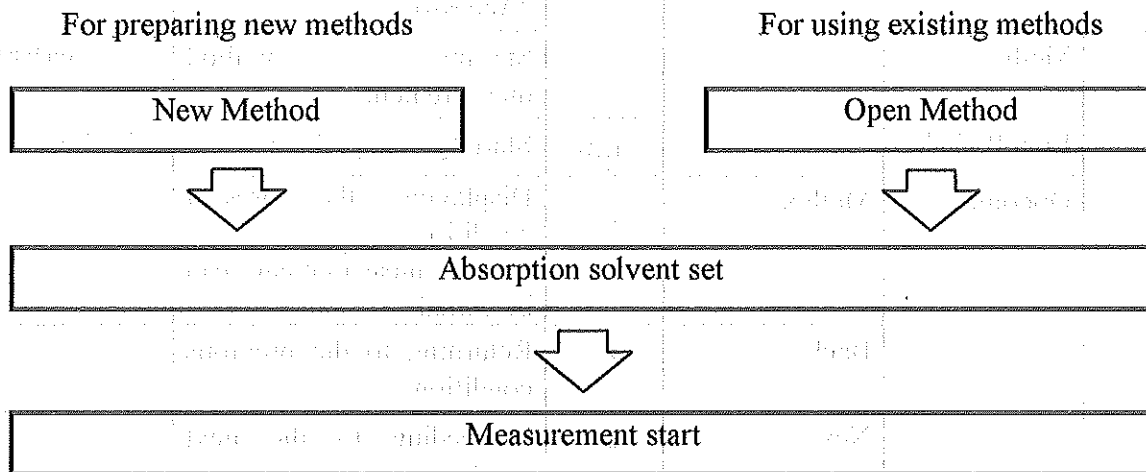 For preparing new methods
For using existing methods
New Method
Open Method
Absorption solvent set
Measurement start